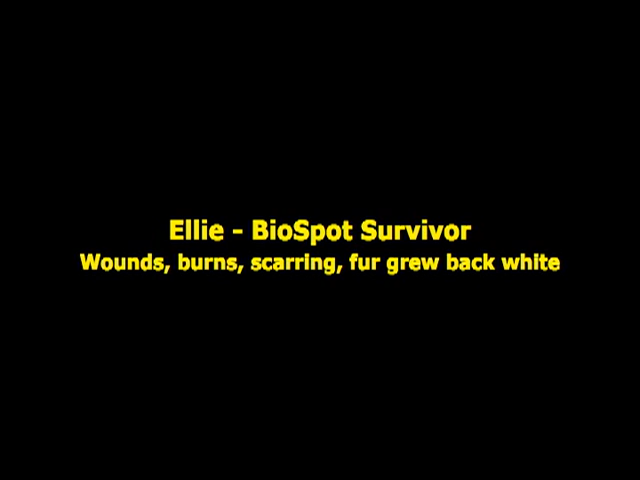 Ellie - BioSpot Survivor
Wounds, burns, scarring, fur grew back white